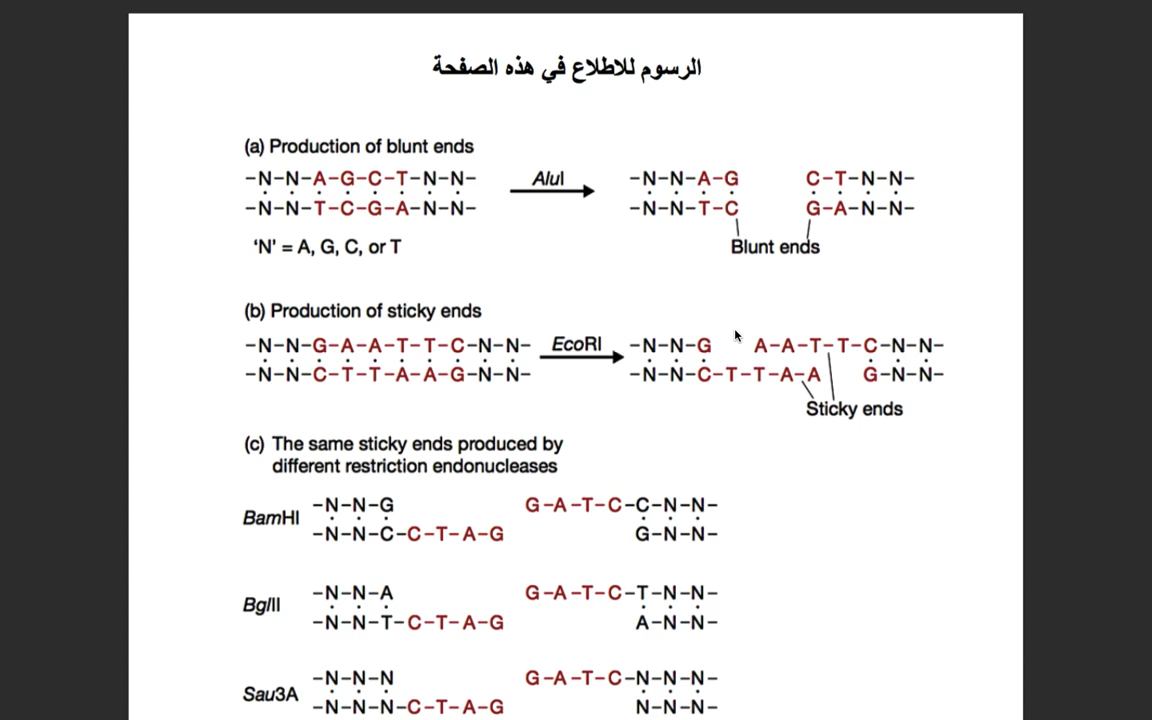 الرسوم للاطلاع في هذه الصفحة
(a) Production of blunt ends
-N-N-A-G-C-T-N-N- AluI -N-N-A-G C-T-N-N-
-N-N-T-C-G-A-N-N- -N-N-T-C G-A-N-N-
'N' = A, G, C, or T Blunt ends
(b) Production of sticky ends
-N-N-G-A-A-T-T-C-N-N- EcoRI -N-N-G A-A-T-T-C-N-N-
-N-N-C-T-T-A-A-G-N-N- -N-N-C-T-T-A-A G-N-N-
Sticky ends
(c) The same sticky ends produced by
different restriction endonucleases
BamHI -N-N-G G-A-T-C-C-N-N-
-N-N-C-C-T-A-G G-N-N-
BglII -N-N-A G-A-T-C-T-N-N-
-N-N-T-C-T-A-G A-N-N-
Sau3A -N-N-N G-A-T-C-N-N-N-
-N-N-N-C-T-A-G N-N-N-